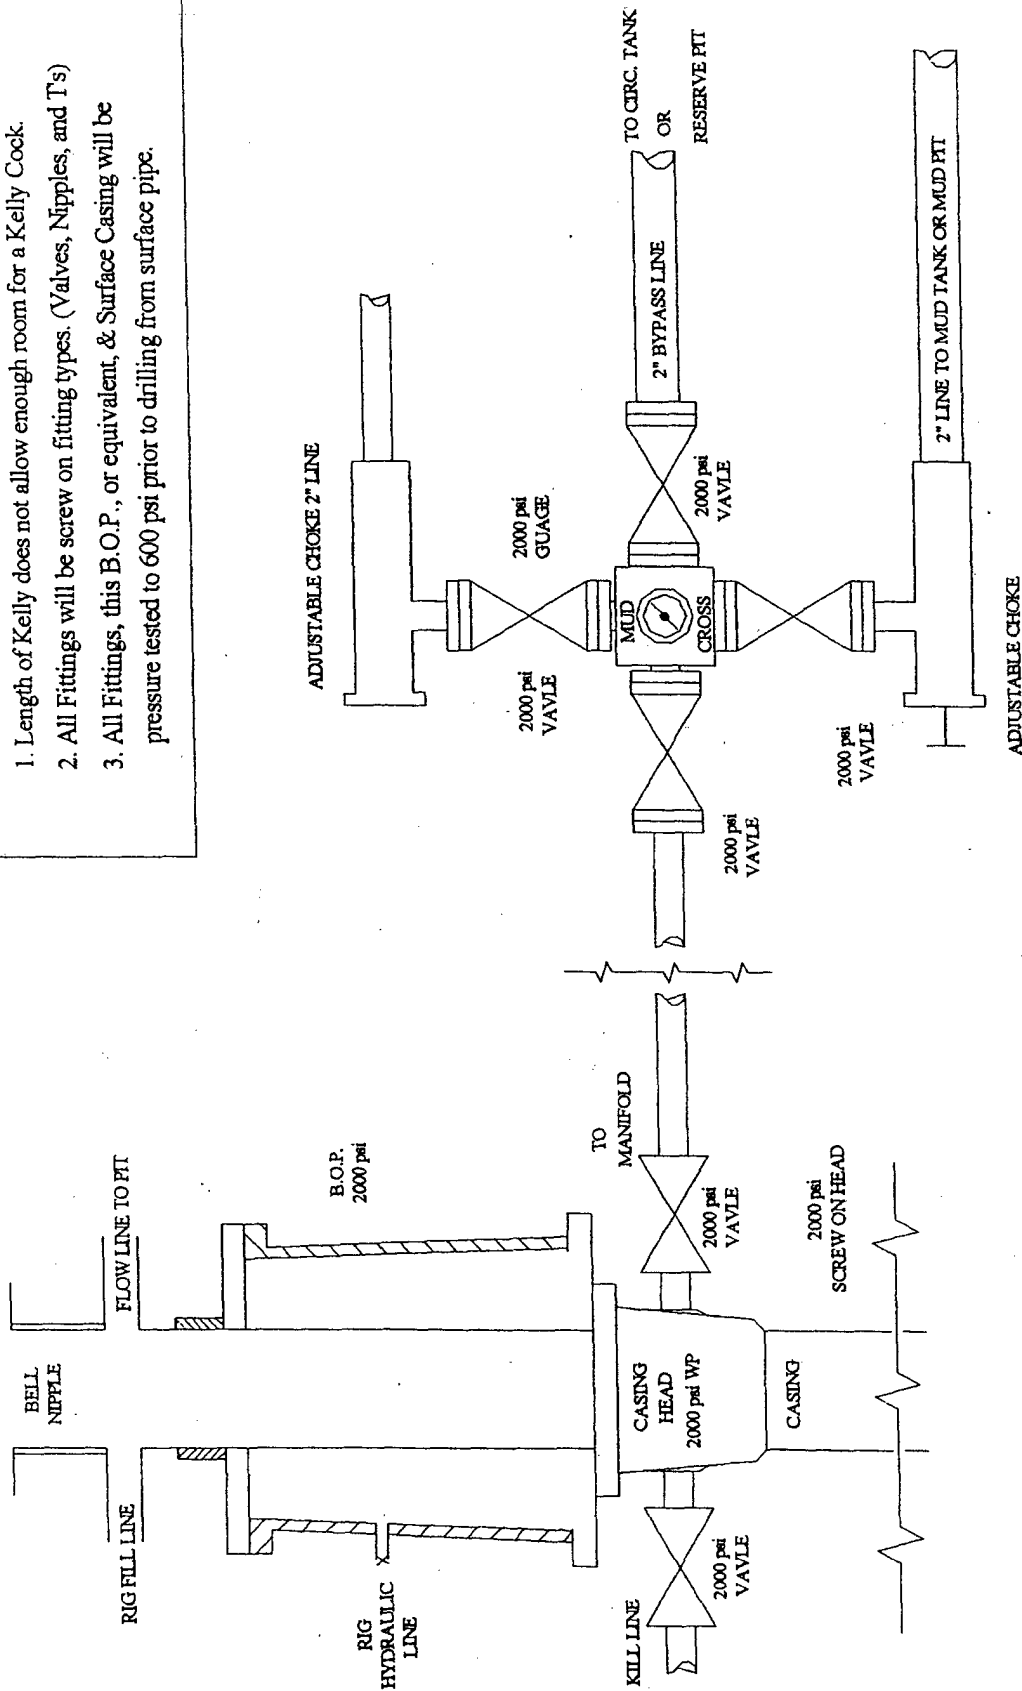 1. Length of Kelly does not allow enough room for a Kelly Cock.
2. All Fittings will be screw on fitting types. (Valves, Nipples, and T's)
3. All Fittings, this B.O.P., or equivalent, & Surface Casing will be
pressure tested to 600 psi prior to drilling from surface pipe.
BELL
NIPPLE
RIG FILL LINE
FLOW LINE TO PIT
B.O.P.
2000 psi
RIG
HYDRAULIC
LINE
KILL LINE
2000 psi
VAVLE
CASING
HEAD
2000 psi WP
CASING
2000 psi
VAVLE
TO
MANIFOLD
2000 psi
SCREW ON HEAD
ADJUSTABLE CHOKE 2" LINE
2000 psi
VAVLE
2000 psi
GUAGE
MUD
CROSS
2000 psi
VAVLE
2000 psi
VAVLE
2" BYPASS LINE
TO CIRC. TANK
OR
RESERVE PIT
2000 psi
VAVLE
2" LINE TO MUD TANK OR MUD PIT
ADJUSTABLE CHOKE